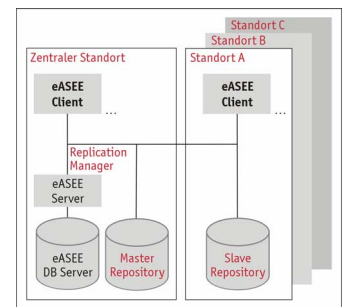 Standort C
Standort B
Zentraler Standort
Standort A
eASEE
Client
...
eASEE
Client
...
Replication
Manager
eASEE
Server
eASEE
DB Server
Master
Repository
Slave
Repository